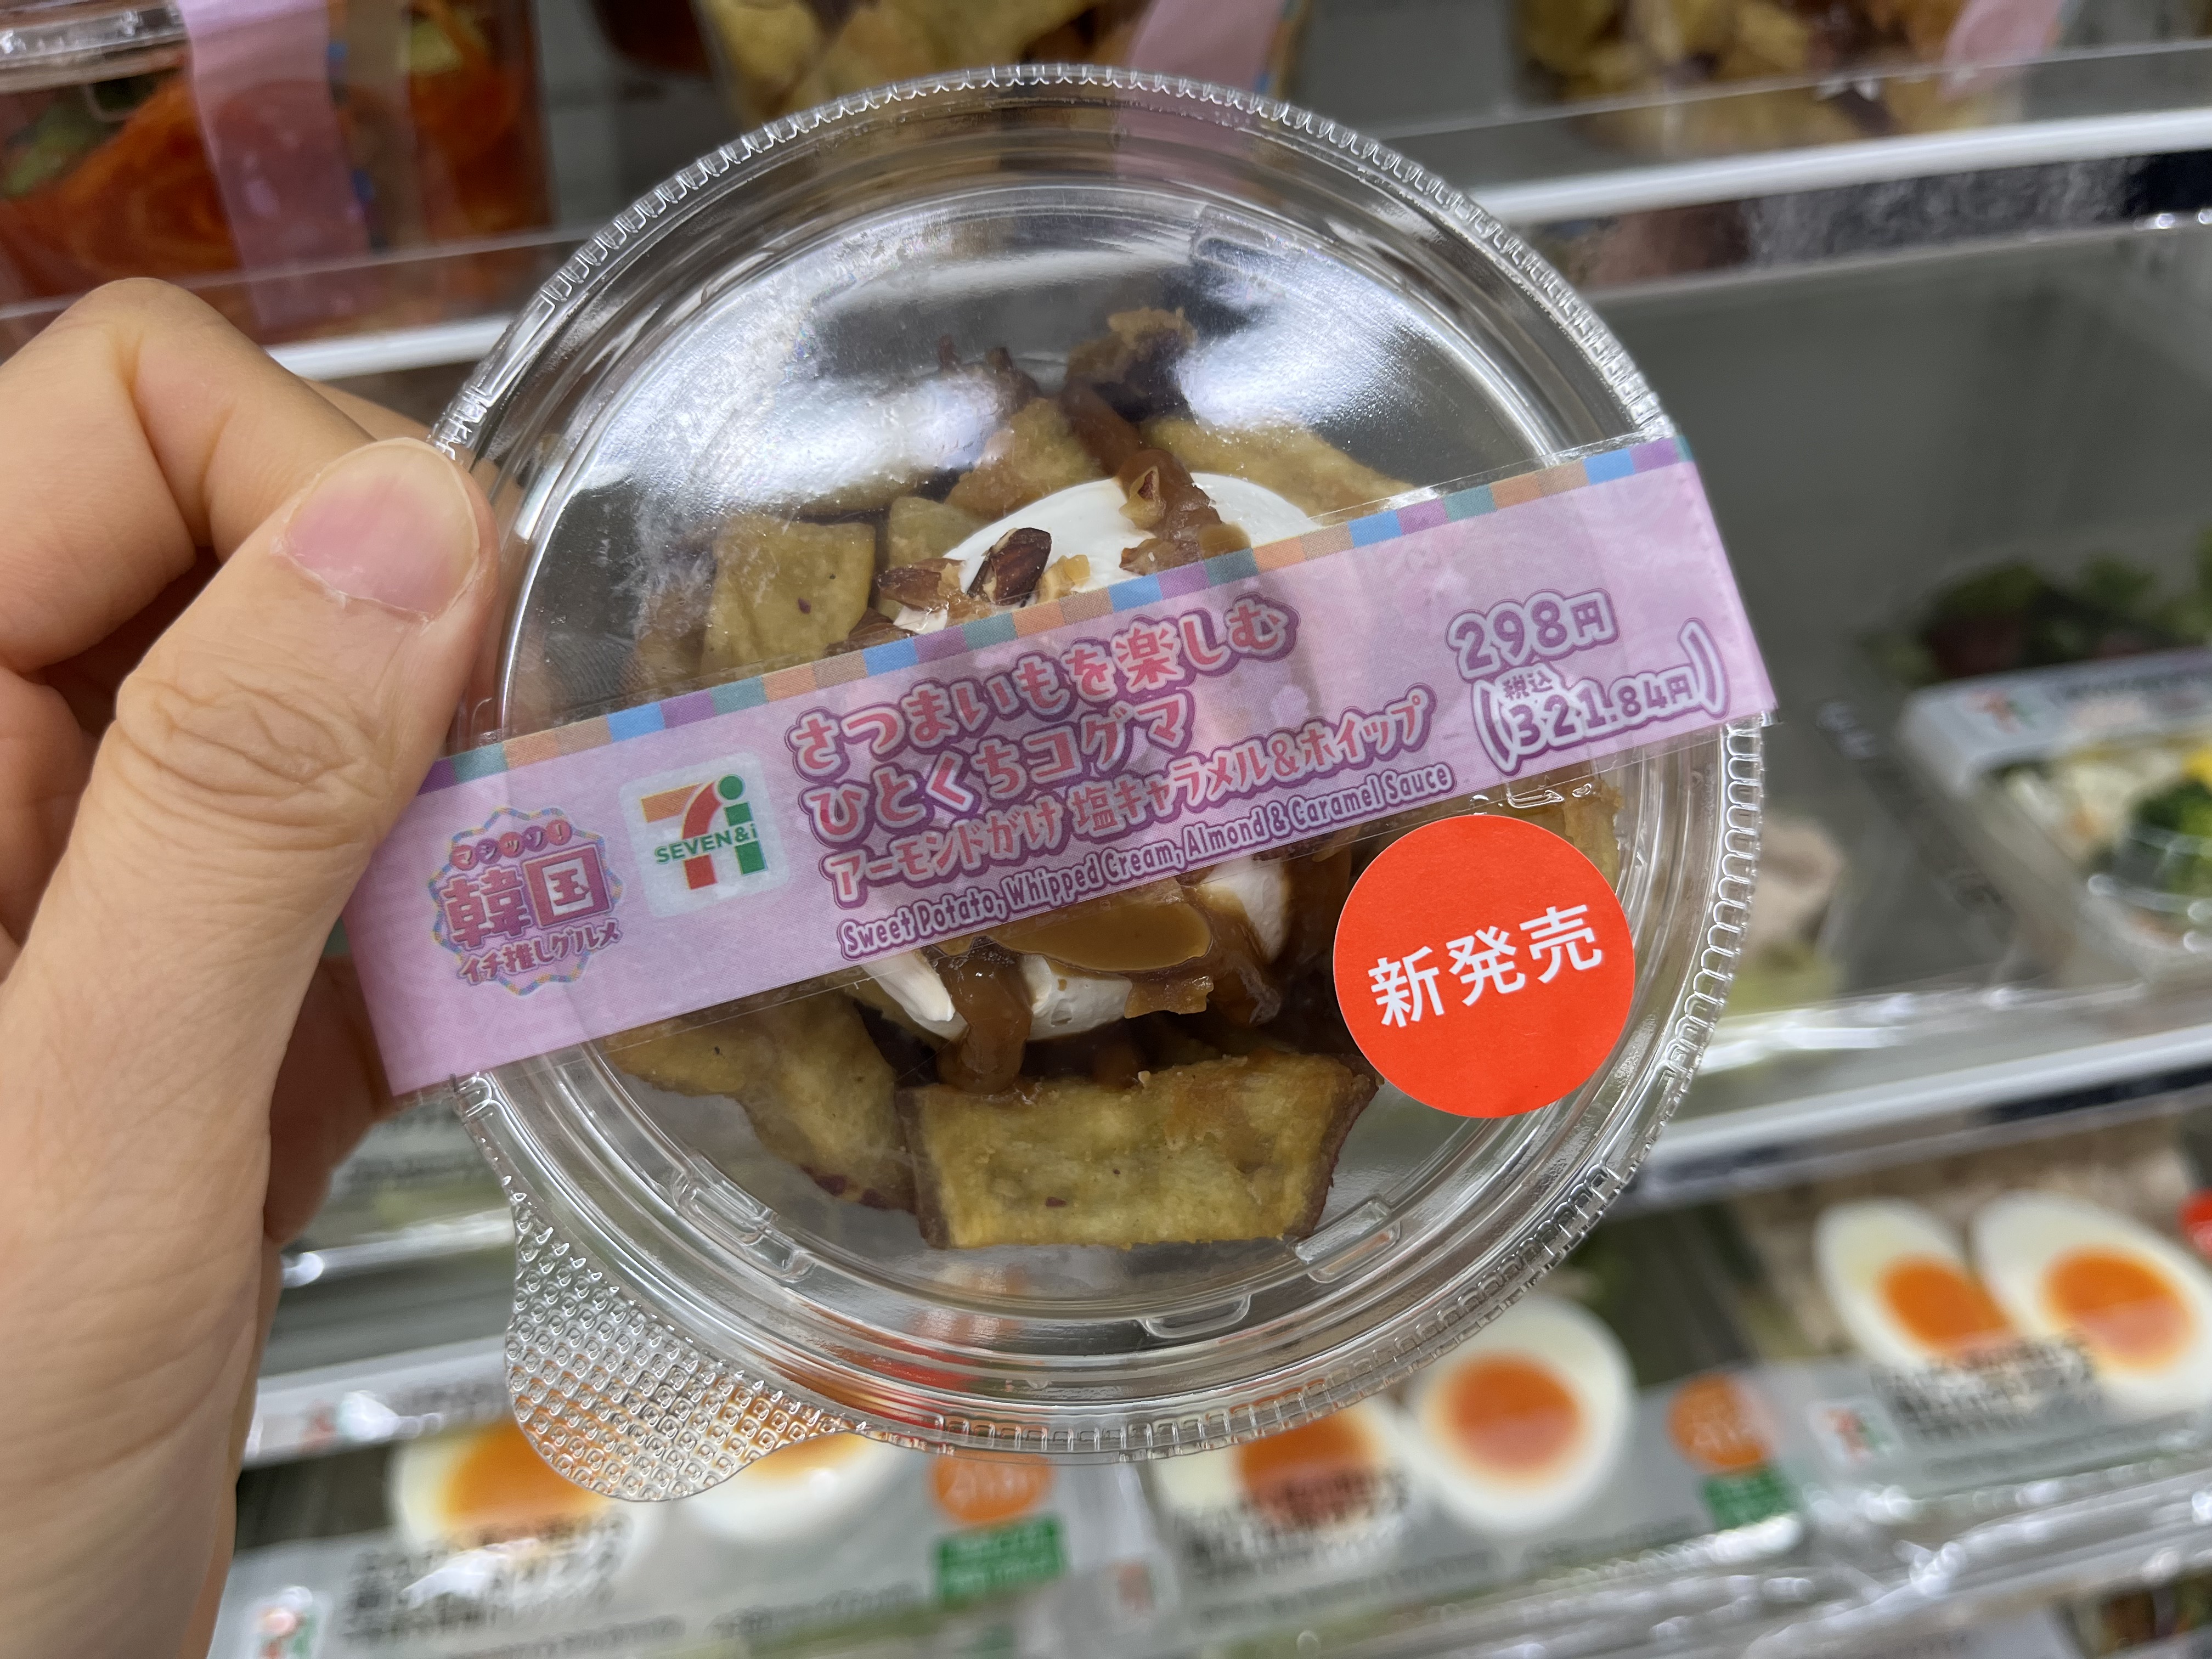 マシッソ!
韓国
イチ推しグルメ
SEVEN&i
さつまいもを楽しむ
ひとくちコグマ
アーモンドがけ 塩キャラメル&ホイップ
Sweet Potato, Whipped Cream, Almond & Caramel Sauce
298円
(税込321.84円)
新発売